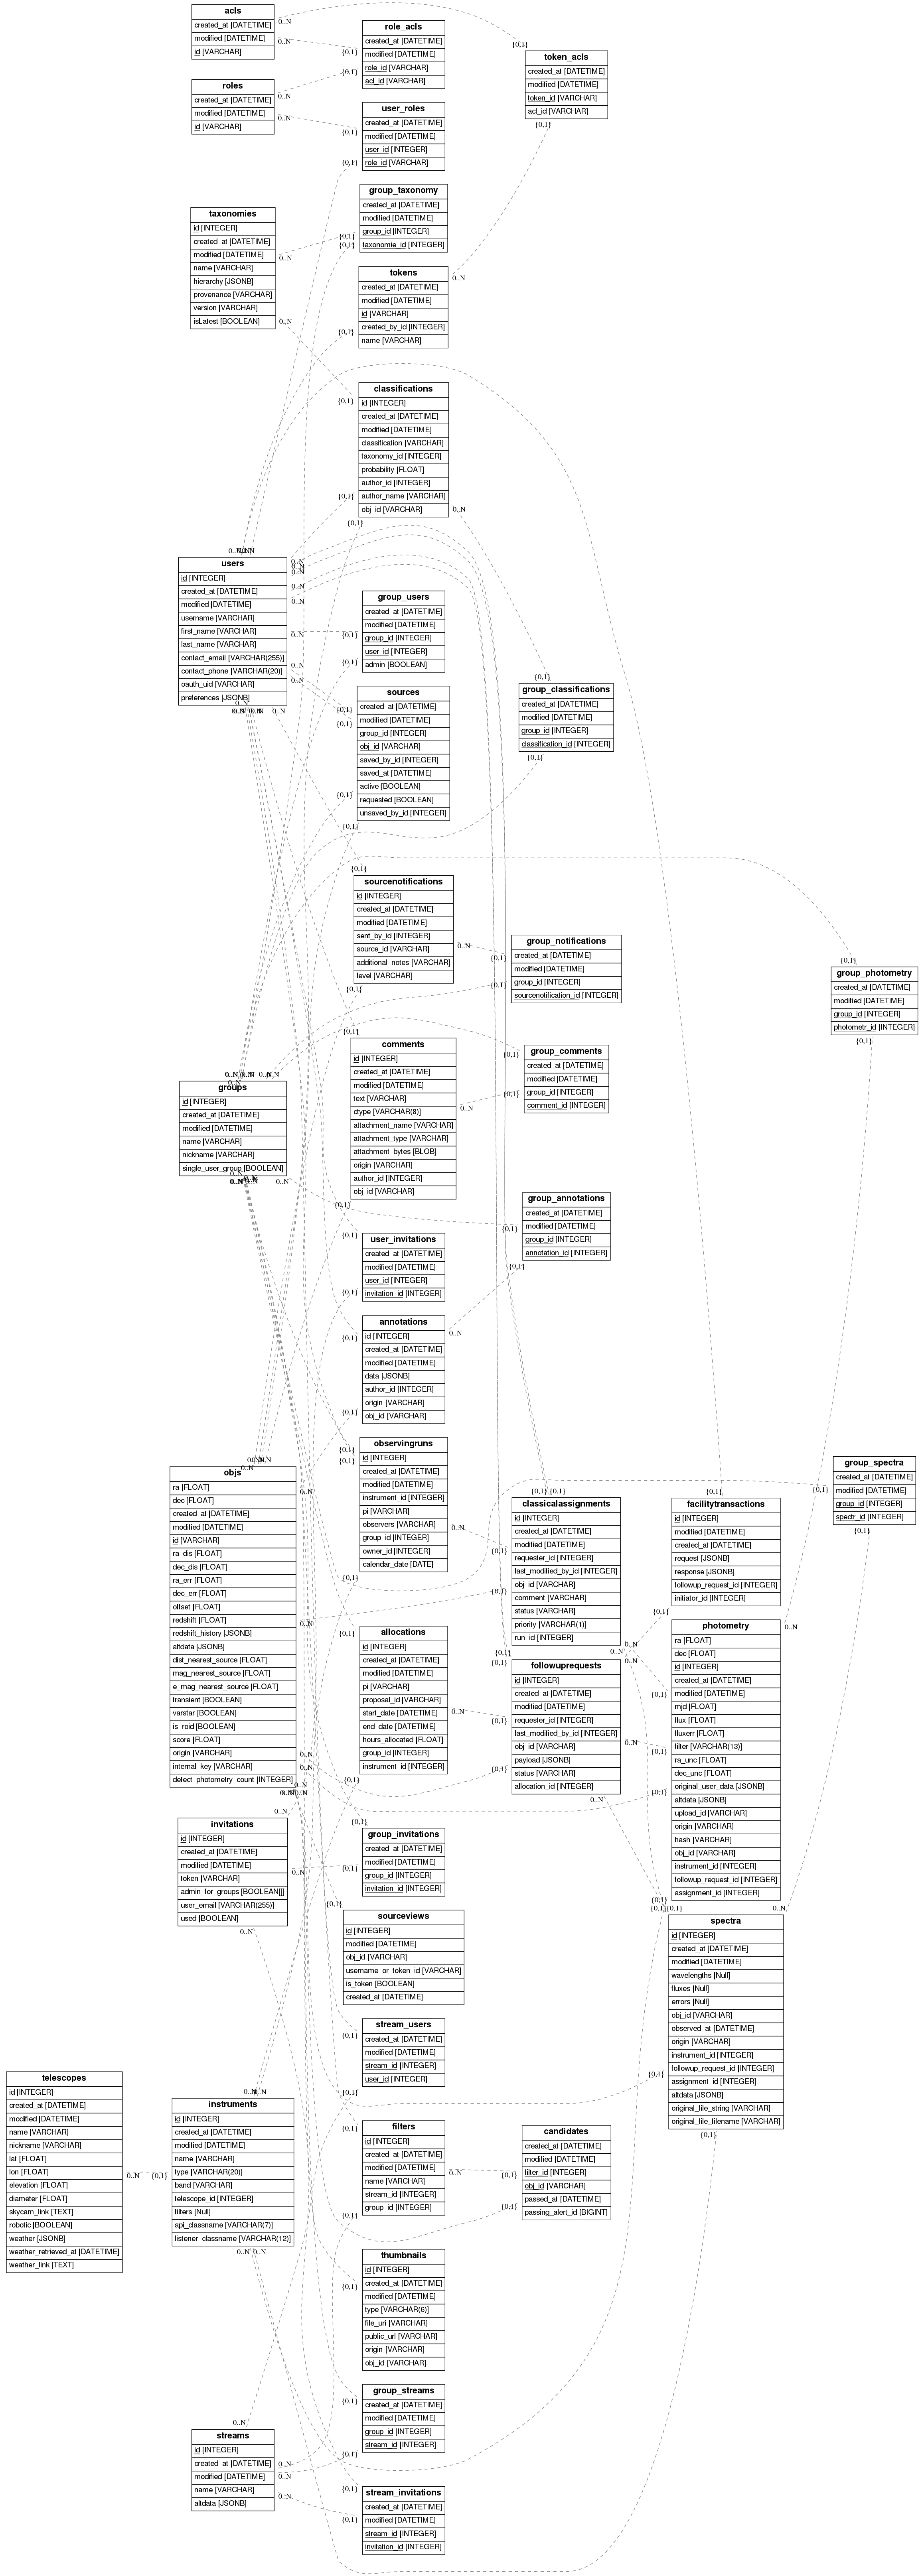 acls
created_at [DATETIME]
modified [DATETIME]
id [VARCHAR]
role_acls
created_at [DATETIME]
modified [DATETIME]
role_id [VARCHAR]
acl_id [VARCHAR]
token_acls
created_at [DATETIME]
modified [DATETIME]
token_id [VARCHAR]
acl_id [VARCHAR]
roles
created_at [DATETIME]
modified [DATETIME]
id [VARCHAR]
user_roles
created_at [DATETIME]
modified [DATETIME]
user_id [INTEGER]
role_id [VARCHAR]
group_taxonomy
created_at [DATETIME]
modified [DATETIME]
group_id [INTEGER]
taxonomie_id [INTEGER]
taxonomies
id [INTEGER]
created_at [DATETIME]
modified [DATETIME]
name [VARCHAR]
hierarchy [JSONB]
provenance [VARCHAR]
version [VARCHAR]
isLatest [BOOLEAN]
tokens
created_at [DATETIME]
modified [DATETIME]
id [VARCHAR]
created_by_id [INTEGER]
name [VARCHAR]
classifications
id [INTEGER]
created_at [DATETIME]
modified [DATETIME]
classification [VARCHAR]
taxonomy_id [INTEGER]
probability [FLOAT]
author_id [INTEGER]
author_name [VARCHAR]
obj_id [VARCHAR]
users
id [INTEGER]
created_at [DATETIME]
modified [DATETIME]
username [VARCHAR]
first_name [VARCHAR]
last_name [VARCHAR]
contact_email [VARCHAR(255)]
contact_phone [VARCHAR(20)]
oauth_uid [VARCHAR]
preferences [JSONB]
group_users
created_at [DATETIME]
modified [DATETIME]
group_id [INTEGER]
user_id [INTEGER]
admin [BOOLEAN]
sources
created_at [DATETIME]
modified [DATETIME]
group_id [INTEGER]
obj_id [VARCHAR]
saved_by_id [INTEGER]
saved_at [DATETIME]
active [BOOLEAN]
requested [BOOLEAN]
unsaved_by_id [INTEGER]
group_classifications
created_at [DATETIME]
modified [DATETIME]
group_id [INTEGER]
classification_id [INTEGER]
sourcenotifications
id [INTEGER]
created_at [DATETIME]
modified [DATETIME]
sent_by_id [INTEGER]
source_id [VARCHAR]
additional_notes [VARCHAR]
level [VARCHAR]
group_notifications
created_at [DATETIME]
modified [DATETIME]
group_id [INTEGER]
sourcenotification_id [INTEGER]
group_photometry
created_at [DATETIME]
modified [DATETIME]
group_id [INTEGER]
photometr_id [INTEGER]
comments
id [INTEGER]
created_at [DATETIME]
modified [DATETIME]
text [VARCHAR]
ctype [VARCHAR(8)]
attachment_name [VARCHAR]
attachment_type [VARCHAR]
attachment_bytes [BLOB]
origin [VARCHAR]
author_id [INTEGER]
obj_id [VARCHAR]
group_comments
created_at [DATETIME]
modified [DATETIME]
group_id [INTEGER]
comment_id [INTEGER]
groups
id [INTEGER]
created_at [DATETIME]
modified [DATETIME]
name [VARCHAR]
nickname [VARCHAR]
single_user_group [BOOLEAN]
group_annotations
created_at [DATETIME]
modified [DATETIME]
group_id [INTEGER]
annotation_id [INTEGER]
user_invitations
created_at [DATETIME]
modified [DATETIME]
user_id [INTEGER]
invitation_id [INTEGER]
annotations
id [INTEGER]
created_at [DATETIME]
modified [DATETIME]
data [JSONB]
author_id [INTEGER]
origin [VARCHAR]
obj_id [VARCHAR]
observingruns
id [INTEGER]
created_at [DATETIME]
modified [DATETIME]
instrument_id [INTEGER]
pi [VARCHAR]
observers [VARCHAR]
group_id [INTEGER]
owner_id [INTEGER]
calendar_date [DATE]
group_spectra
created_at [DATETIME]
modified [DATETIME]
group_id [INTEGER]
spectr_id [INTEGER]
objs
ra [FLOAT]
dec [FLOAT]
created_at [DATETIME]
modified [DATETIME]
id [VARCHAR]
ra_dis [FLOAT]
dec_dis [FLOAT]
ra_err [FLOAT]
dec_err [FLOAT]
offset [FLOAT]
redshift [FLOAT]
redshift_history [JSONB]
altdata [JSONB]
dist_nearest_source [FLOAT]
mag_nearest_source [FLOAT]
e_mag_nearest_source [FLOAT]
transient [BOOLEAN]
varstar [BOOLEAN]
is_roid [BOOLEAN]
score [FLOAT]
origin [VARCHAR]
internal_key [VARCHAR]
detect_photometry_count [INTEGER]
classicalassignments
id [INTEGER]
created_at [DATETIME]
modified [DATETIME]
requester_id [INTEGER]
last_modified_by_id [INTEGER]
obj_id [VARCHAR]
comment [VARCHAR]
status [VARCHAR]
priority [VARCHAR(1)]
run_id [INTEGER]
facilitytransactions
id [INTEGER]
modified [DATETIME]
created_at [DATETIME]
request [JSONB]
response [JSONB]
followup_request_id [INTEGER]
initiator_id [INTEGER]
allocations
id [INTEGER]
created_at [DATETIME]
modified [DATETIME]
pi [VARCHAR]
proposal_id [VARCHAR]
start_date [DATETIME]
end_date [DATETIME]
hours_allocated [FLOAT]
group_id [INTEGER]
instrument_id [INTEGER]
followuprequests
id [INTEGER]
created_at [DATETIME]
modified [DATETIME]
requester_id [INTEGER]
last_modified_by_id [INTEGER]
obj_id [VARCHAR]
payload [JSONB]
status [VARCHAR]
allocation_id [INTEGER]
photometry
ra [FLOAT]
dec [FLOAT]
id [INTEGER]
created_at [DATETIME]
modified [DATETIME]
mjd [FLOAT]
flux [FLOAT]
fluxerr [FLOAT]
filter [VARCHAR(13)]
ra_unc [FLOAT]
dec_unc [FLOAT]
original_user_data [JSONB]
altdata [JSONB]
upload_id [VARCHAR]
origin [VARCHAR]
hash [VARCHAR]
obj_id [VARCHAR]
instrument_id [INTEGER]
followup_request_id [INTEGER]
assignment_id [INTEGER]
invitations
id [INTEGER]
created_at [DATETIME]
modified [DATETIME]
token [VARCHAR]
admin_for_groups [BOOLEAN[]]
user_email [VARCHAR(255)]
used [BOOLEAN]
group_invitations
created_at [DATETIME]
modified [DATETIME]
group_id [INTEGER]
invitation_id [INTEGER]
sourceviews
id [INTEGER]
modified [DATETIME]
obj_id [VARCHAR]
username_or_token_id [VARCHAR]
is_token [BOOLEAN]
created_at [DATETIME]
spectra
id [INTEGER]
created_at [DATETIME]
modified [DATETIME]
wavelengths [Null]
fluxes [Null]
errors [Null]
obj_id [VARCHAR]
observed_at [DATETIME]
origin [VARCHAR]
instrument_id [INTEGER]
followup_request_id [INTEGER]
assignment_id [INTEGER]
altdata [JSONB]
original_file_string [VARCHAR]
original_file_filename [VARCHAR]
stream_users
created_at [DATETIME]
modified [DATETIME]
stream_id [INTEGER]
user_id [INTEGER]
telescopes
id [INTEGER]
created_at [DATETIME]
modified [DATETIME]
name [VARCHAR]
nickname [VARCHAR]
lat [FLOAT]
lon [FLOAT]
elevation [FLOAT]
diameter [FLOAT]
skycam_link [TEXT]
robotic [BOOLEAN]
weather [JSONB]
weather_retrieved_at [DATETIME]
weather_link [TEXT]
instruments
id [INTEGER]
created_at [DATETIME]
modified [DATETIME]
name [VARCHAR]
type [VARCHAR(20)]
band [VARCHAR]
telescope_id [INTEGER]
filters [Null]
api_classname [VARCHAR(7)]
listener_classname [VARCHAR(12)]
filters
id [INTEGER]
created_at [DATETIME]
modified [DATETIME]
name [VARCHAR]
stream_id [INTEGER]
group_id [INTEGER]
candidates
created_at [DATETIME]
modified [DATETIME]
filter_id [INTEGER]
obj_id [VARCHAR]
passed_at [DATETIME]
passing_alert_id [BIGINT]
thumbnails
id [INTEGER]
created_at [DATETIME]
modified [DATETIME]
type [VARCHAR(6)]
file_uri [VARCHAR]
public_url [VARCHAR]
origin [VARCHAR]
obj_id [VARCHAR]
group_streams
created_at [DATETIME]
modified [DATETIME]
group_id [INTEGER]
stream_id [INTEGER]
streams
id [INTEGER]
created_at [DATETIME]
modified [DATETIME]
name [VARCHAR]
altdata [JSONB]
stream_invitations
created_at [DATETIME]
modified [DATETIME]
stream_id [INTEGER]
invitation_id [INTEGER]